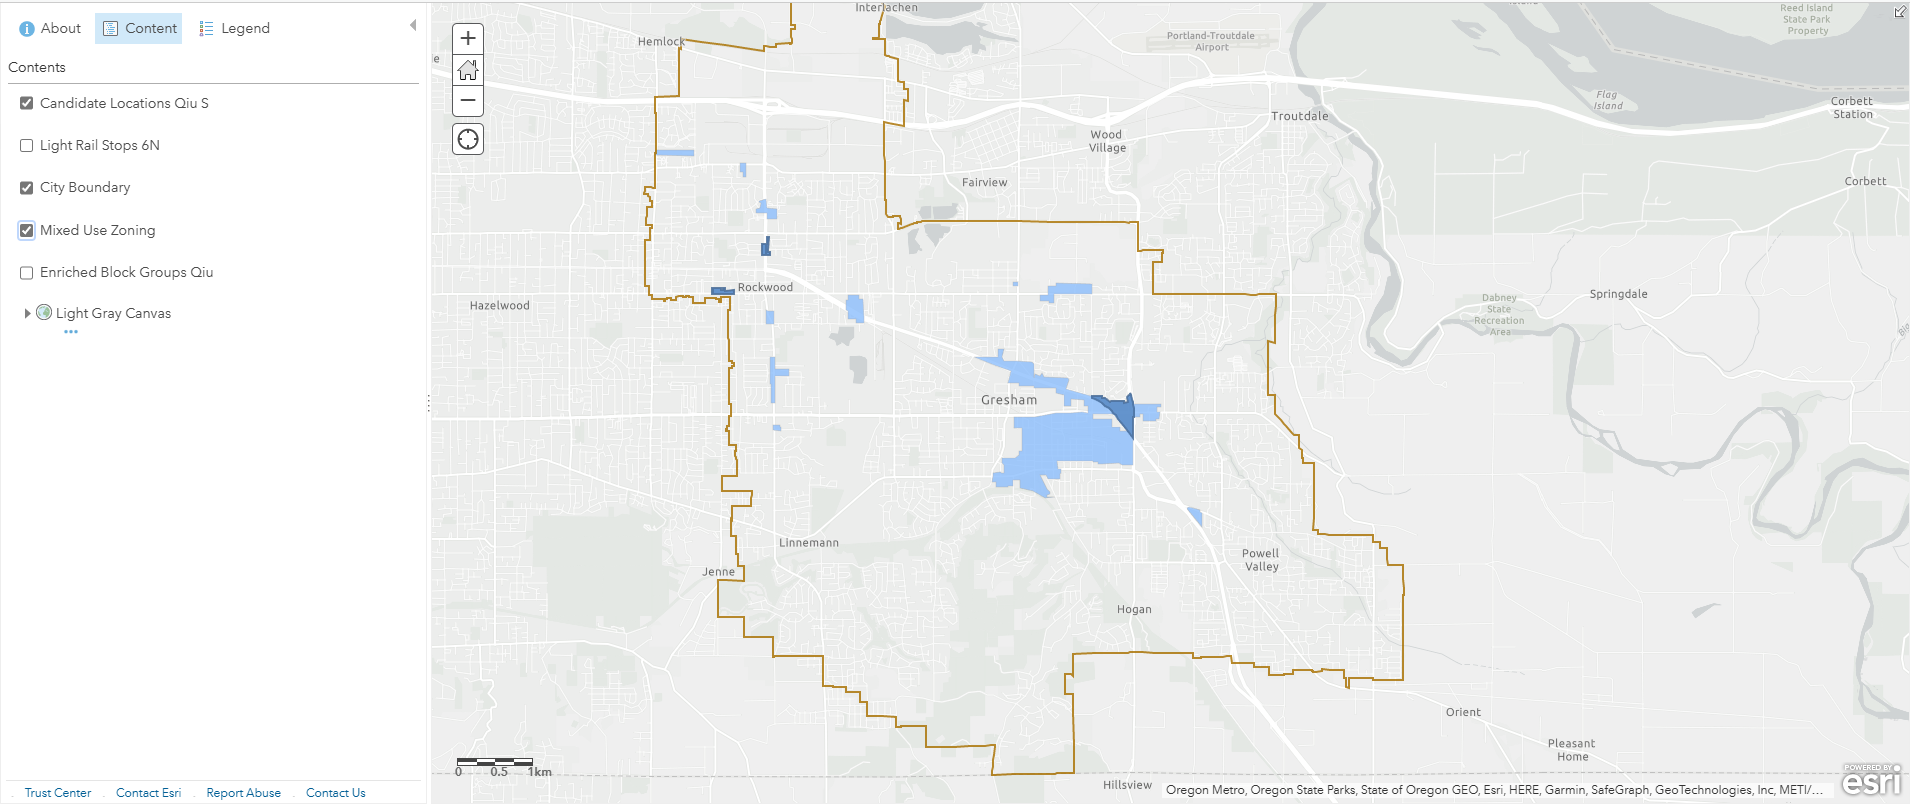 About
Content
Legend
Contents
Candidate Locations Qiu S
Light Rail Stops 6N
City Boundary
Mixed Use Zoning
Enriched Block Groups Qiu
Light Gray Canvas
Trust Center
Contact Esri
Report Abuse
Contact Us
Interlachen
Hemlock
Portland-Troutdale
Airport
Reed Island
State Park
Property
Flag
Island
Corbett
Station
Troutdale
Wood
Village
Fairview
Corbett
Rockwood
Hazelwood
Dabney
State
Recreation
Area
Springdale
Gresham
Linnemann
Jenne
Powell
Valley
Hogan
Orient
Pleasant
Home
Hillsview
0 0.5 1km
Oregon Metro, Oregon State Parks, State of Oregon GEO, Esri, HERE, Garmin, SafeGraph, GeoTechnologies, Inc, METI/...
POWERED BY
esri